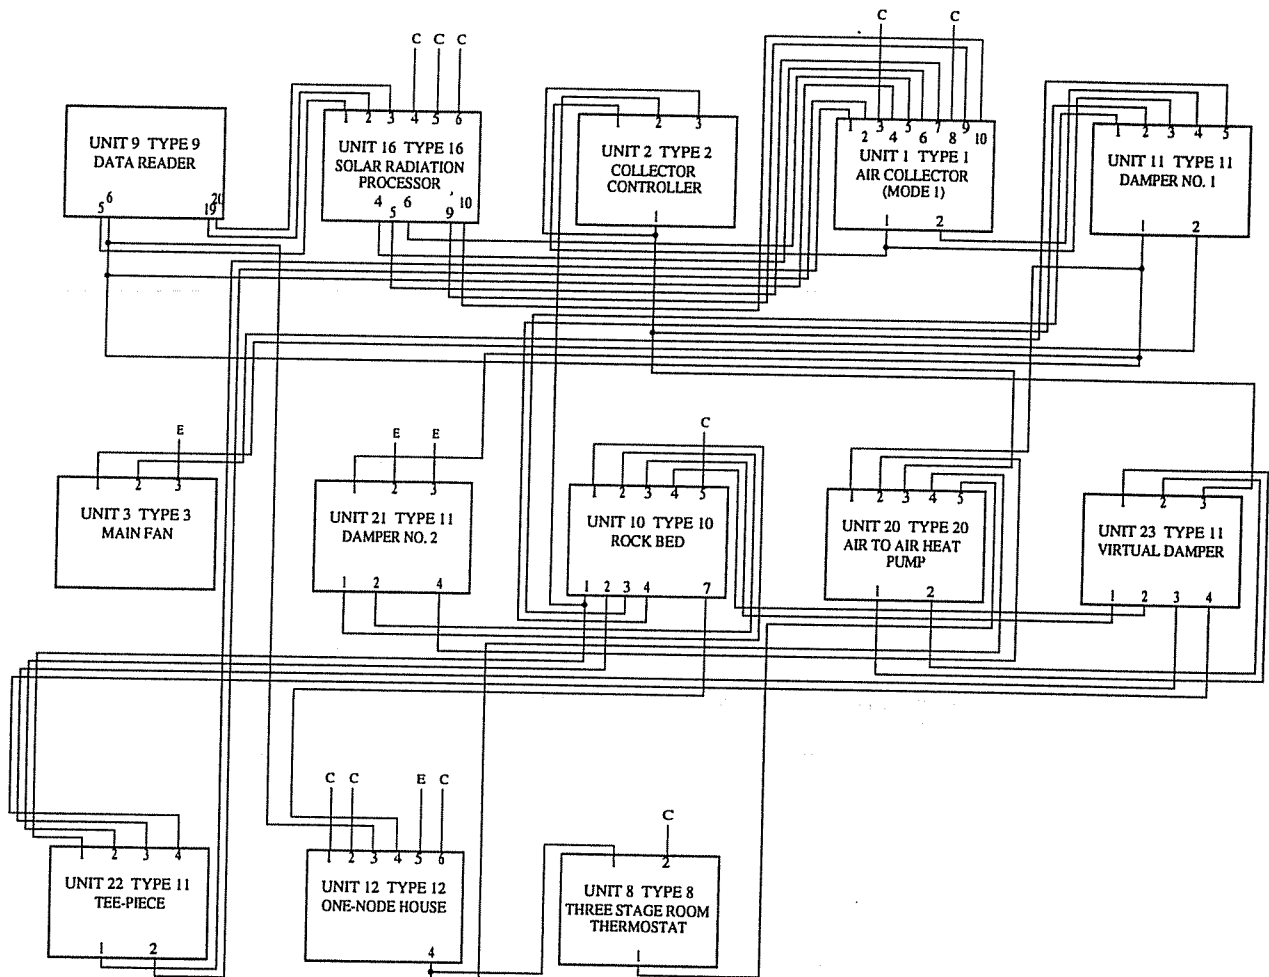 C C
C C C
1 2 3 4 5 6
UNIT 9 TYPE 9
DATA READER
5 6 19 20
UNIT 16 TYPE 16
SOLAR RADIATION
PROCESSOR
4 5 6 9 10
1 2 3
UNIT 2 TYPE 2
COLLECTOR
CONTROLLER
1
1 2 3 4 5 6 7 8 9 10
UNIT 1 TYPE 1
AIR COLLECTOR
(MODE 1)
1 2
1 2 3 4 5
UNIT 11 TYPE 11
DAMPER NO. 1
1 2
E
1 2 3
UNIT 3 TYPE 3
MAIN FAN
E E
1 2 3
UNIT 21 TYPE 11
DAMPER NO. 2
1 2 4
C
1 2 3 4 5
UNIT 10 TYPE 10
ROCK BED
1 2 3 4 7
1 2 3 4 5
UNIT 20 TYPE 20
AIR TO AIR HEAT
PUMP
1 2
1 2 3
UNIT 23 TYPE 11
VIRTUAL DAMPER
1 2 3 4
1 2 3 4
UNIT 22 TYPE 11
TEE-PIECE
1 2
C C E C
1 2 3 4 5 6
UNIT 12 TYPE 12
ONE-NODE HOUSE
4
C
1 2
UNIT 8 TYPE 8
THREE STAGE ROOM
THERMOSTAT
1